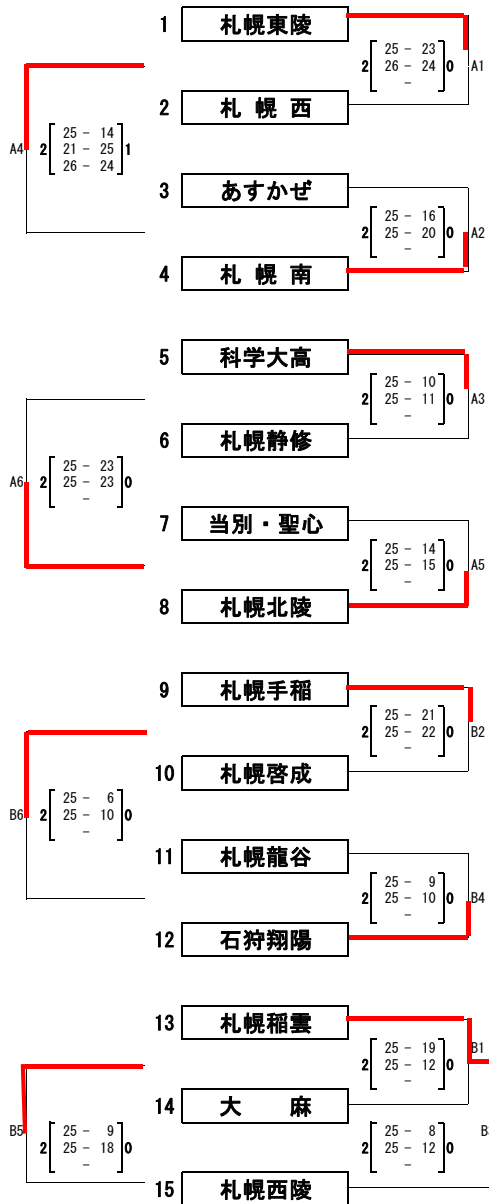 1 札幌東陵
2 [ 25 - 23 ] 0
26 - 24
-
A1
2 札 幌 西
A4 2 [ 25 - 14 ] 1
21 - 25
26 - 24
3 あすかぜ
2 [ 25 - 16 ] 0
25 - 20
-
A2
4 札 幌 南
5 科学大高
2 [ 25 - 10 ] 0
25 - 11
-
A3
6 札幌静修
A6 2 [ 25 - 23 ] 0
25 - 23
-
7 当別・聖心
2 [ 25 - 14 ] 0
25 - 15
-
A5
8 札幌北陵
9 札幌手稲
2 [ 25 - 21 ] 0
25 - 22
-
B2
10 札幌啓成
B6 2 [ 25 - 6 ] 0
25 - 10
-
11 札幌龍谷
2 [ 25 - 9 ] 0
25 - 10
-
B4
12 石狩翔陽
13 札幌稲雲
2 [ 25 - 19 ] 0
25 - 12
-
B1
14 大 麻
B5 2 [ 25 - 9 ] 0
25 - 18
-
2 [ 25 - 8 ] 0
25 - 12
-
15 札幌西陵